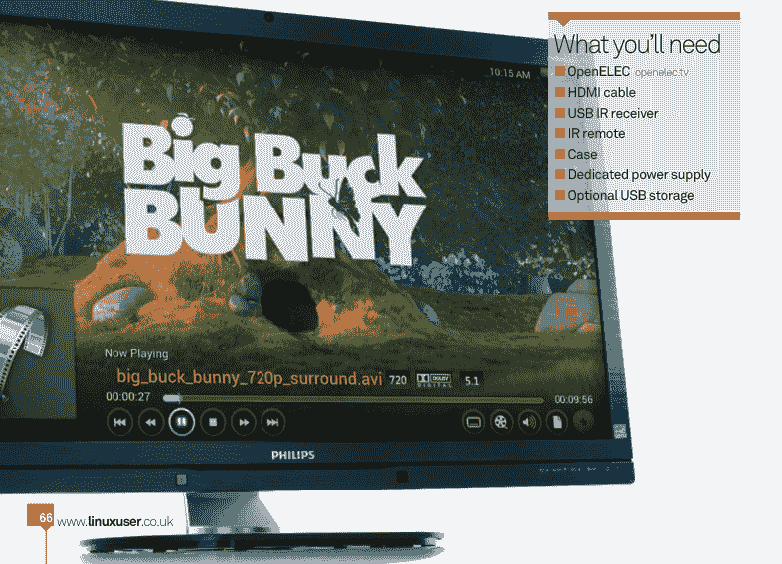 What you'll need
OpenELEC openelec.tv
HDMI cable
USB IR receiver
IR remote
Case
Dedicated power supply
Optional USB storage
10:15 AM
Big Buck
BUNNY
Now Playing
big_buck_bunny_720p_surround.avi 720 DOLBY DIGITAL 5.1
00:00:27
00:09:56
PHILIPS
66 www.linuxuser.co.uk